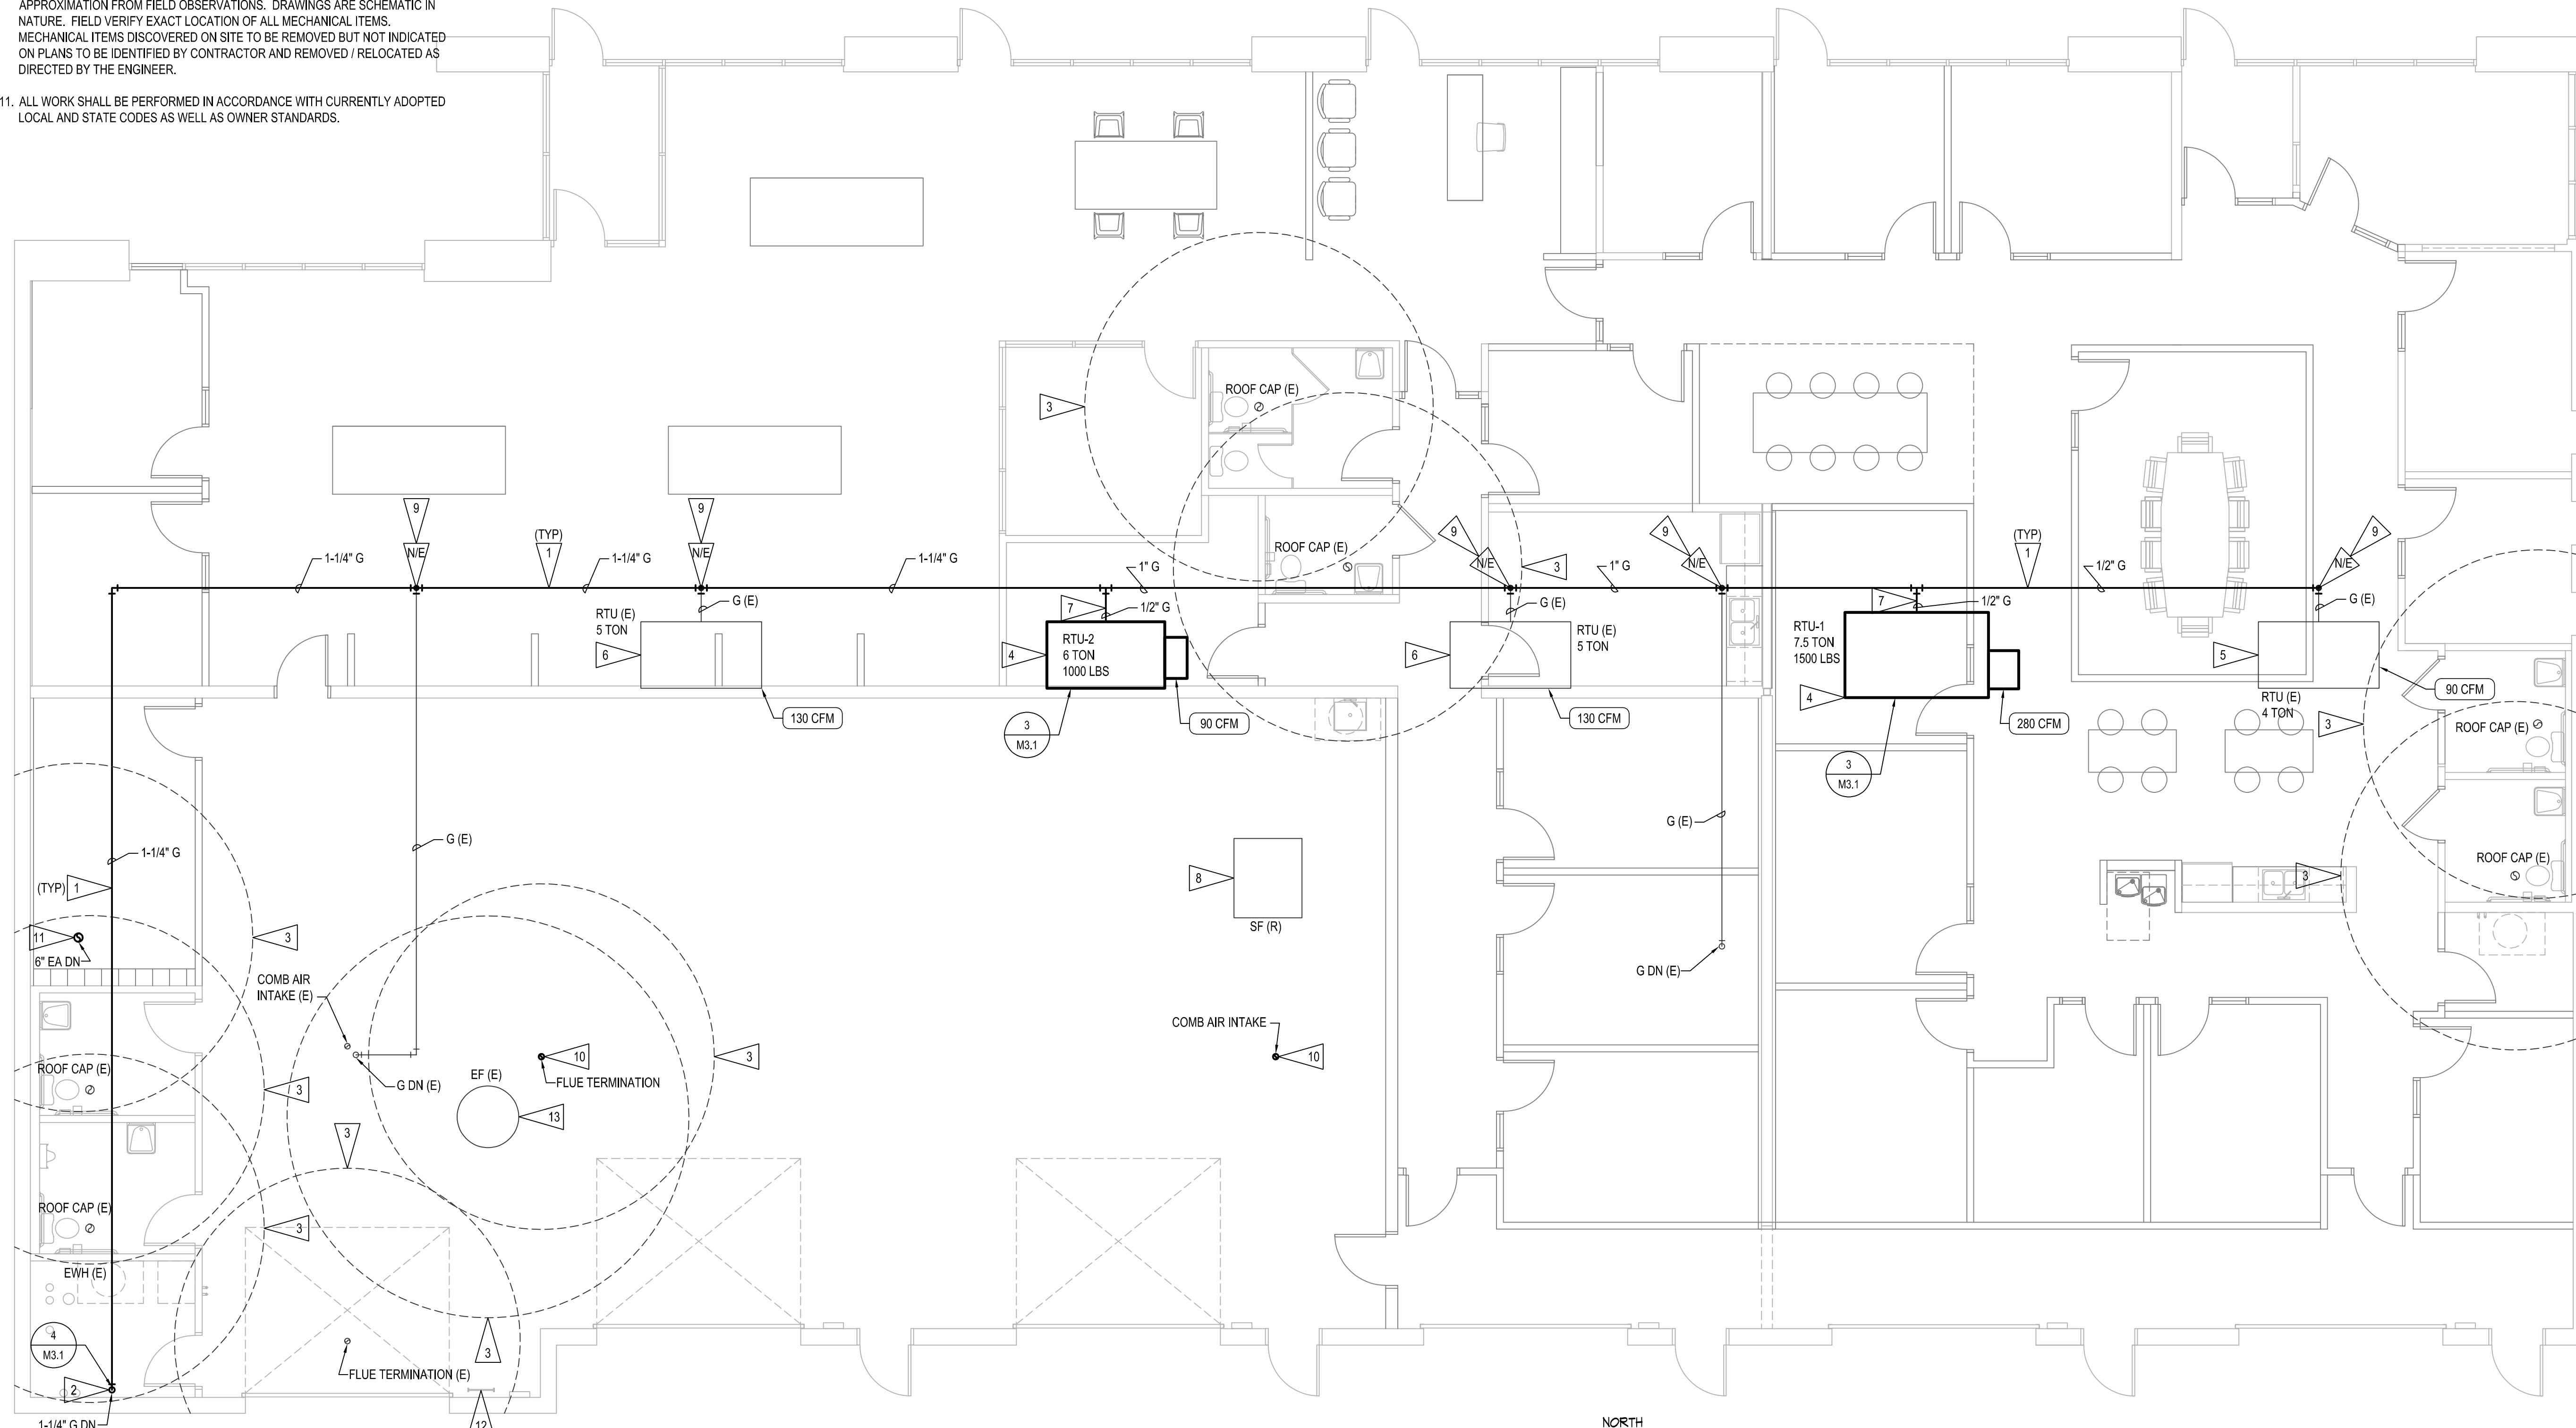 APPROXIMATION FROM FIELD OBSERVATIONS. DRAWINGS ARE SCHEMATIC IN
NATURE. FIELD VERIFY EXACT LOCATION OF ALL MECHANICAL ITEMS.
MECHANICAL ITEMS DISCOVERED ON SITE TO BE REMOVED BUT NOT INDICATED
ON PLANS TO BE IDENTIFIED BY CONTRACTOR AND REMOVED / RELOCATED AS
DIRECTED BY THE ENGINEER.
11. ALL WORK SHALL BE PERFORMED IN ACCORDANCE WITH CURRENTLY ADOPTED
LOCAL AND STATE CODES AS WELL AS OWNER STANDARDS.
ROOF CAP (E)
3
9
9
(TYP)
1
N/E
N/E
1-1/4" G
1-1/4" G
1-1/4" G
ROOF CAP (E)
1" G
9
N/E
3
1" G
9
N/E
(TYP)
1
1/2" G
9
N/E
G (E)
RTU (E)
5 TON
6
130 CFM
7
1/2" G
4
RTU-2
6 TON
1000 LBS
3
M3.1
90 CFM
G (E)
6
RTU (E)
5 TON
130 CFM
7
1/2" G
RTU-1
7.5 TON
1500 LBS
4
3
M3.1
280 CFM
G (E)
5
RTU (E)
4 TON
90 CFM
3
ROOF CAP (E)
ROOF CAP (E)
3
G (E)
G (E)
G DN (E)
1-1/4" G
(TYP)
1
8
SF (R)
11
6" EA DN
3
COMB AIR
INTAKE (E)
G DN (E)
10
FLUE TERMINATION
3
COMB AIR INTAKE
10
EF (E)
13
ROOF CAP (E)
3
3
ROOF CAP (E)
3
EWH (E)
4
M3.1
2
1-1/4" G DN
FLUE TERMINATION (E)
3
12
NORTH